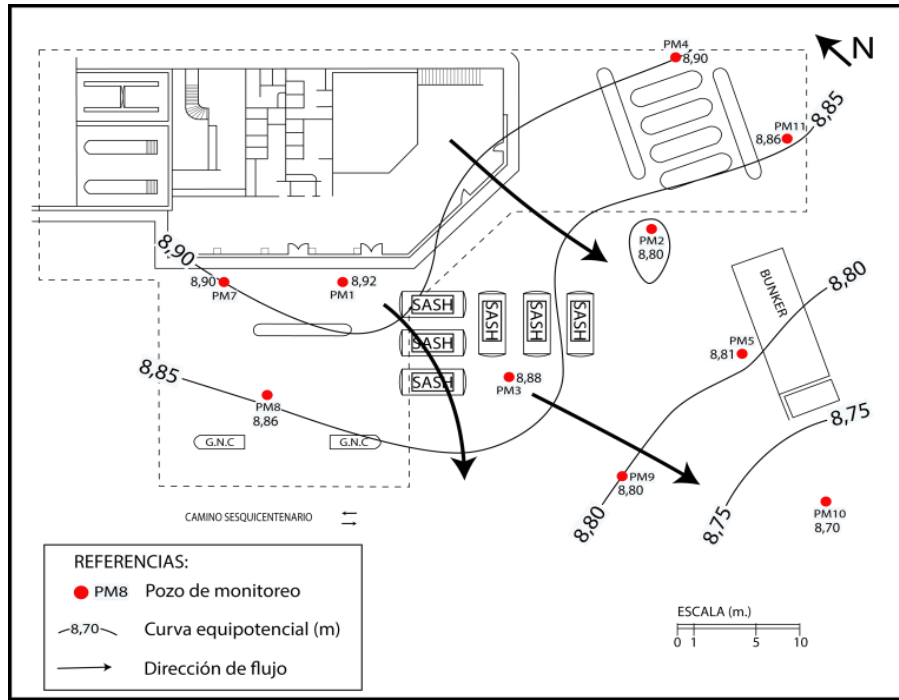 PM4
8,90
N
PM11
8,86
8,85
PM2
8,80
8,90
8,90
PM7
8,92
PM1
BUNKER
8,80
SASH
SASH
SASH
SASH
SASH
SASH
PM5
8,81
8,85
PM8
8,86
8,88
PM3
8,75
G.N.C
G.N.C
PM9
8,80
8,80
8,75
PM10
8,70
CAMINO SESQUICENTENARIO
REFERENCIAS:
PM8 Pozo de monitoreo
8,70 Curva equipotencial (m)
Dirección de flujo
ESCALA (m.)
0 1 5 10